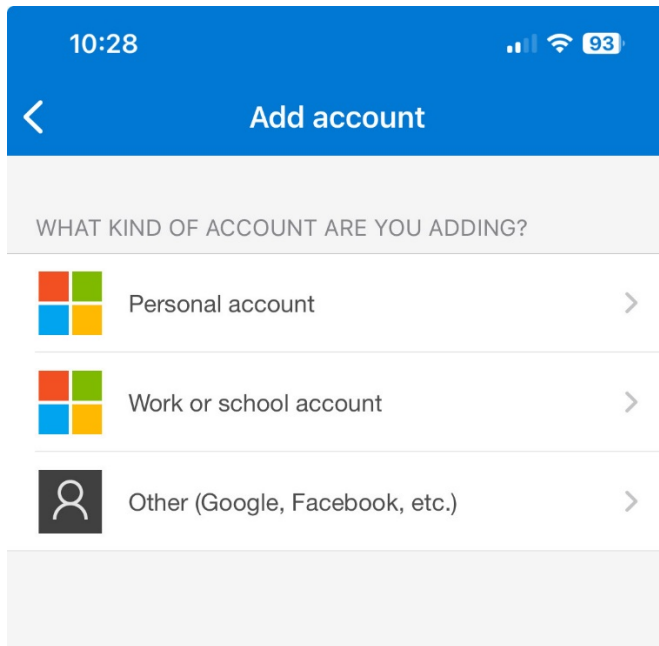 10:28
93
Add account
WHAT KIND OF ACCOUNT ARE YOU ADDING?
Personal account
Work or school account
Other (Google, Facebook, etc.)